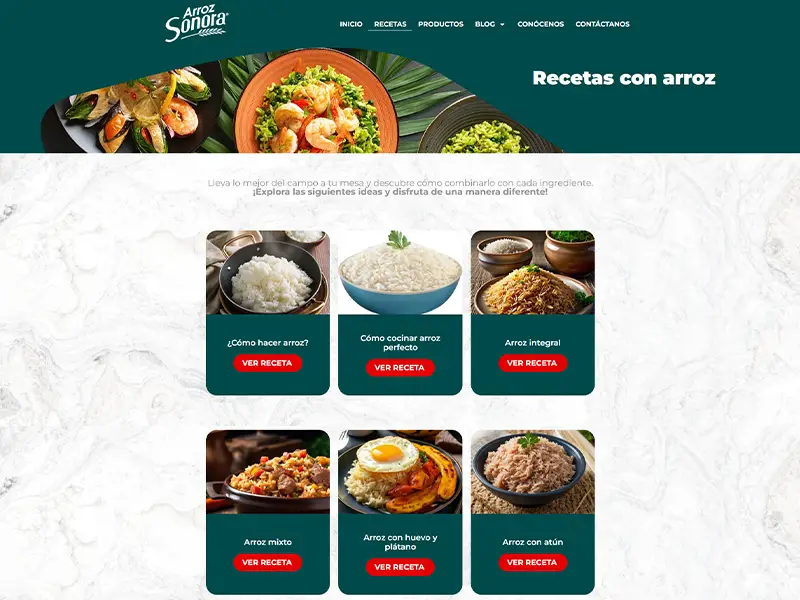 Arroz
Sonora®
INICIO RECETAS PRODUCTOS BLOG CONÓCENOS CONTÁCTANOS
Recetas con arroz
Lleva lo mejor del campo a tu mesa y descubre cómo combinarlo con cada ingrediente.
¡Explora las siguientes ideas y disfruta de una manera diferente!
¿Cómo hacer arroz?
VER RECETA
Cómo cocinar arroz
perfecto
VER RECETA
Arroz integral
VER RECETA
Arroz mixto
VER RECETA
Arroz con huevo y
plátano
VER RECETA
Arroz con atún
VER RECETA